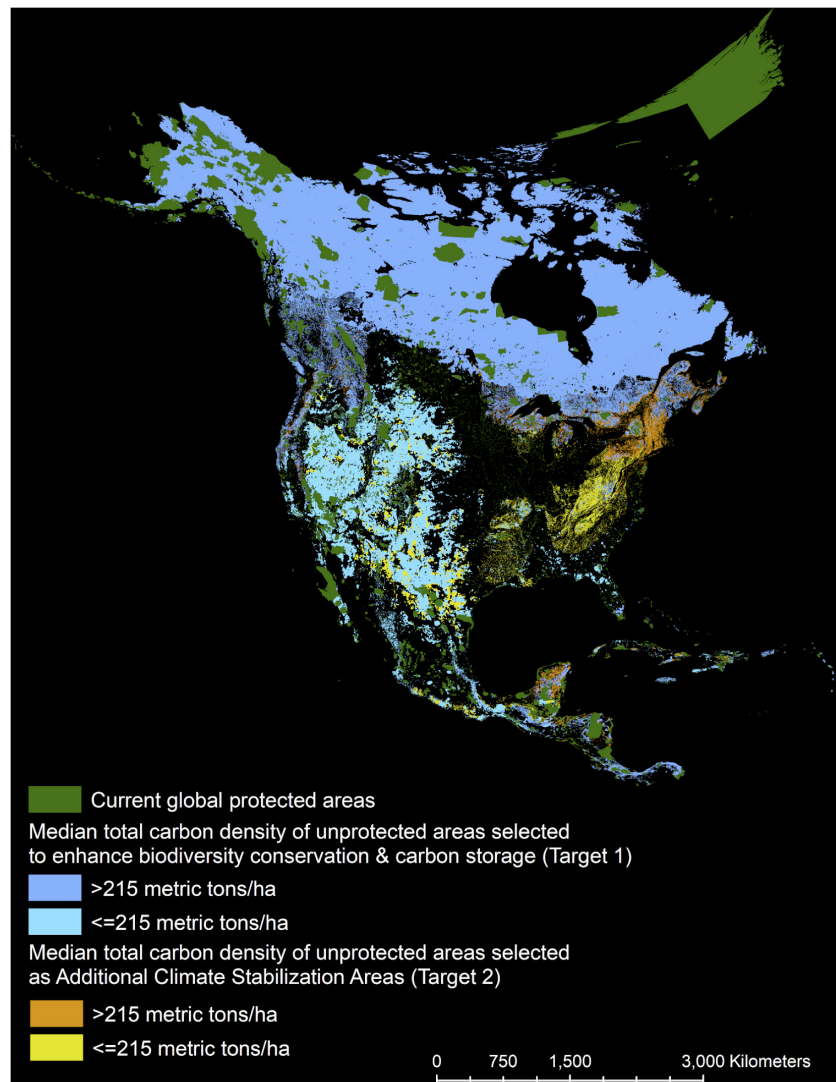 Current global protected areas
Median total carbon density of unprotected areas selected
to enhance biodiversity conservation & carbon storage (Target 1)
>215 metric tons/ha
<=215 metric tons/ha
Median total carbon density of unprotected areas selected
as Additional Climate Stabilization Areas (Target 2)
>215 metric tons/ha
<=215 metric tons/ha
0 750 1,500 3,000 Kilometers